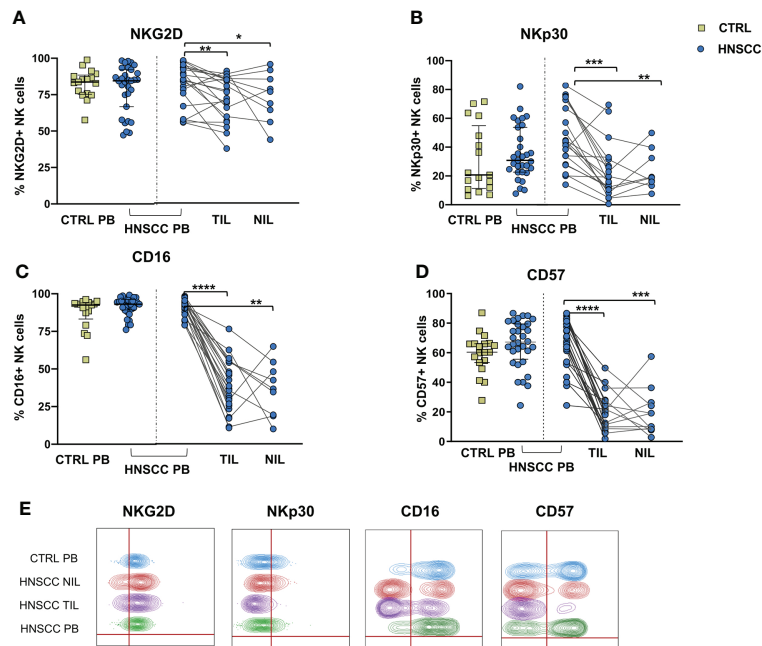 A
NKG2D
% NKG2D+ NK cells
100
75
50
25
0
**
*
CTRL PB
HNSCC PB
TIL
NIL
B
NKp30
% NKp30+ NK cells
100
80
60
40
20
0
***
**
CTRL PB
HNSCC PB
TIL
NIL
CTRL
HNSCC
C
CD16
% CD16+ NK cells
100
75
50
25
0
****
**
CTRL PB
HNSCC PB
TIL
NIL
D
CD57
% CD57+ NK cells
100
80
60
40
20
0
****
***
CTRL PB
HNSCC PB
TIL
NIL
E
NKG2D NKp30 CD16 CD57
CTRL PB
HNSCC NIL
HNSCC TIL
HNSCC PB